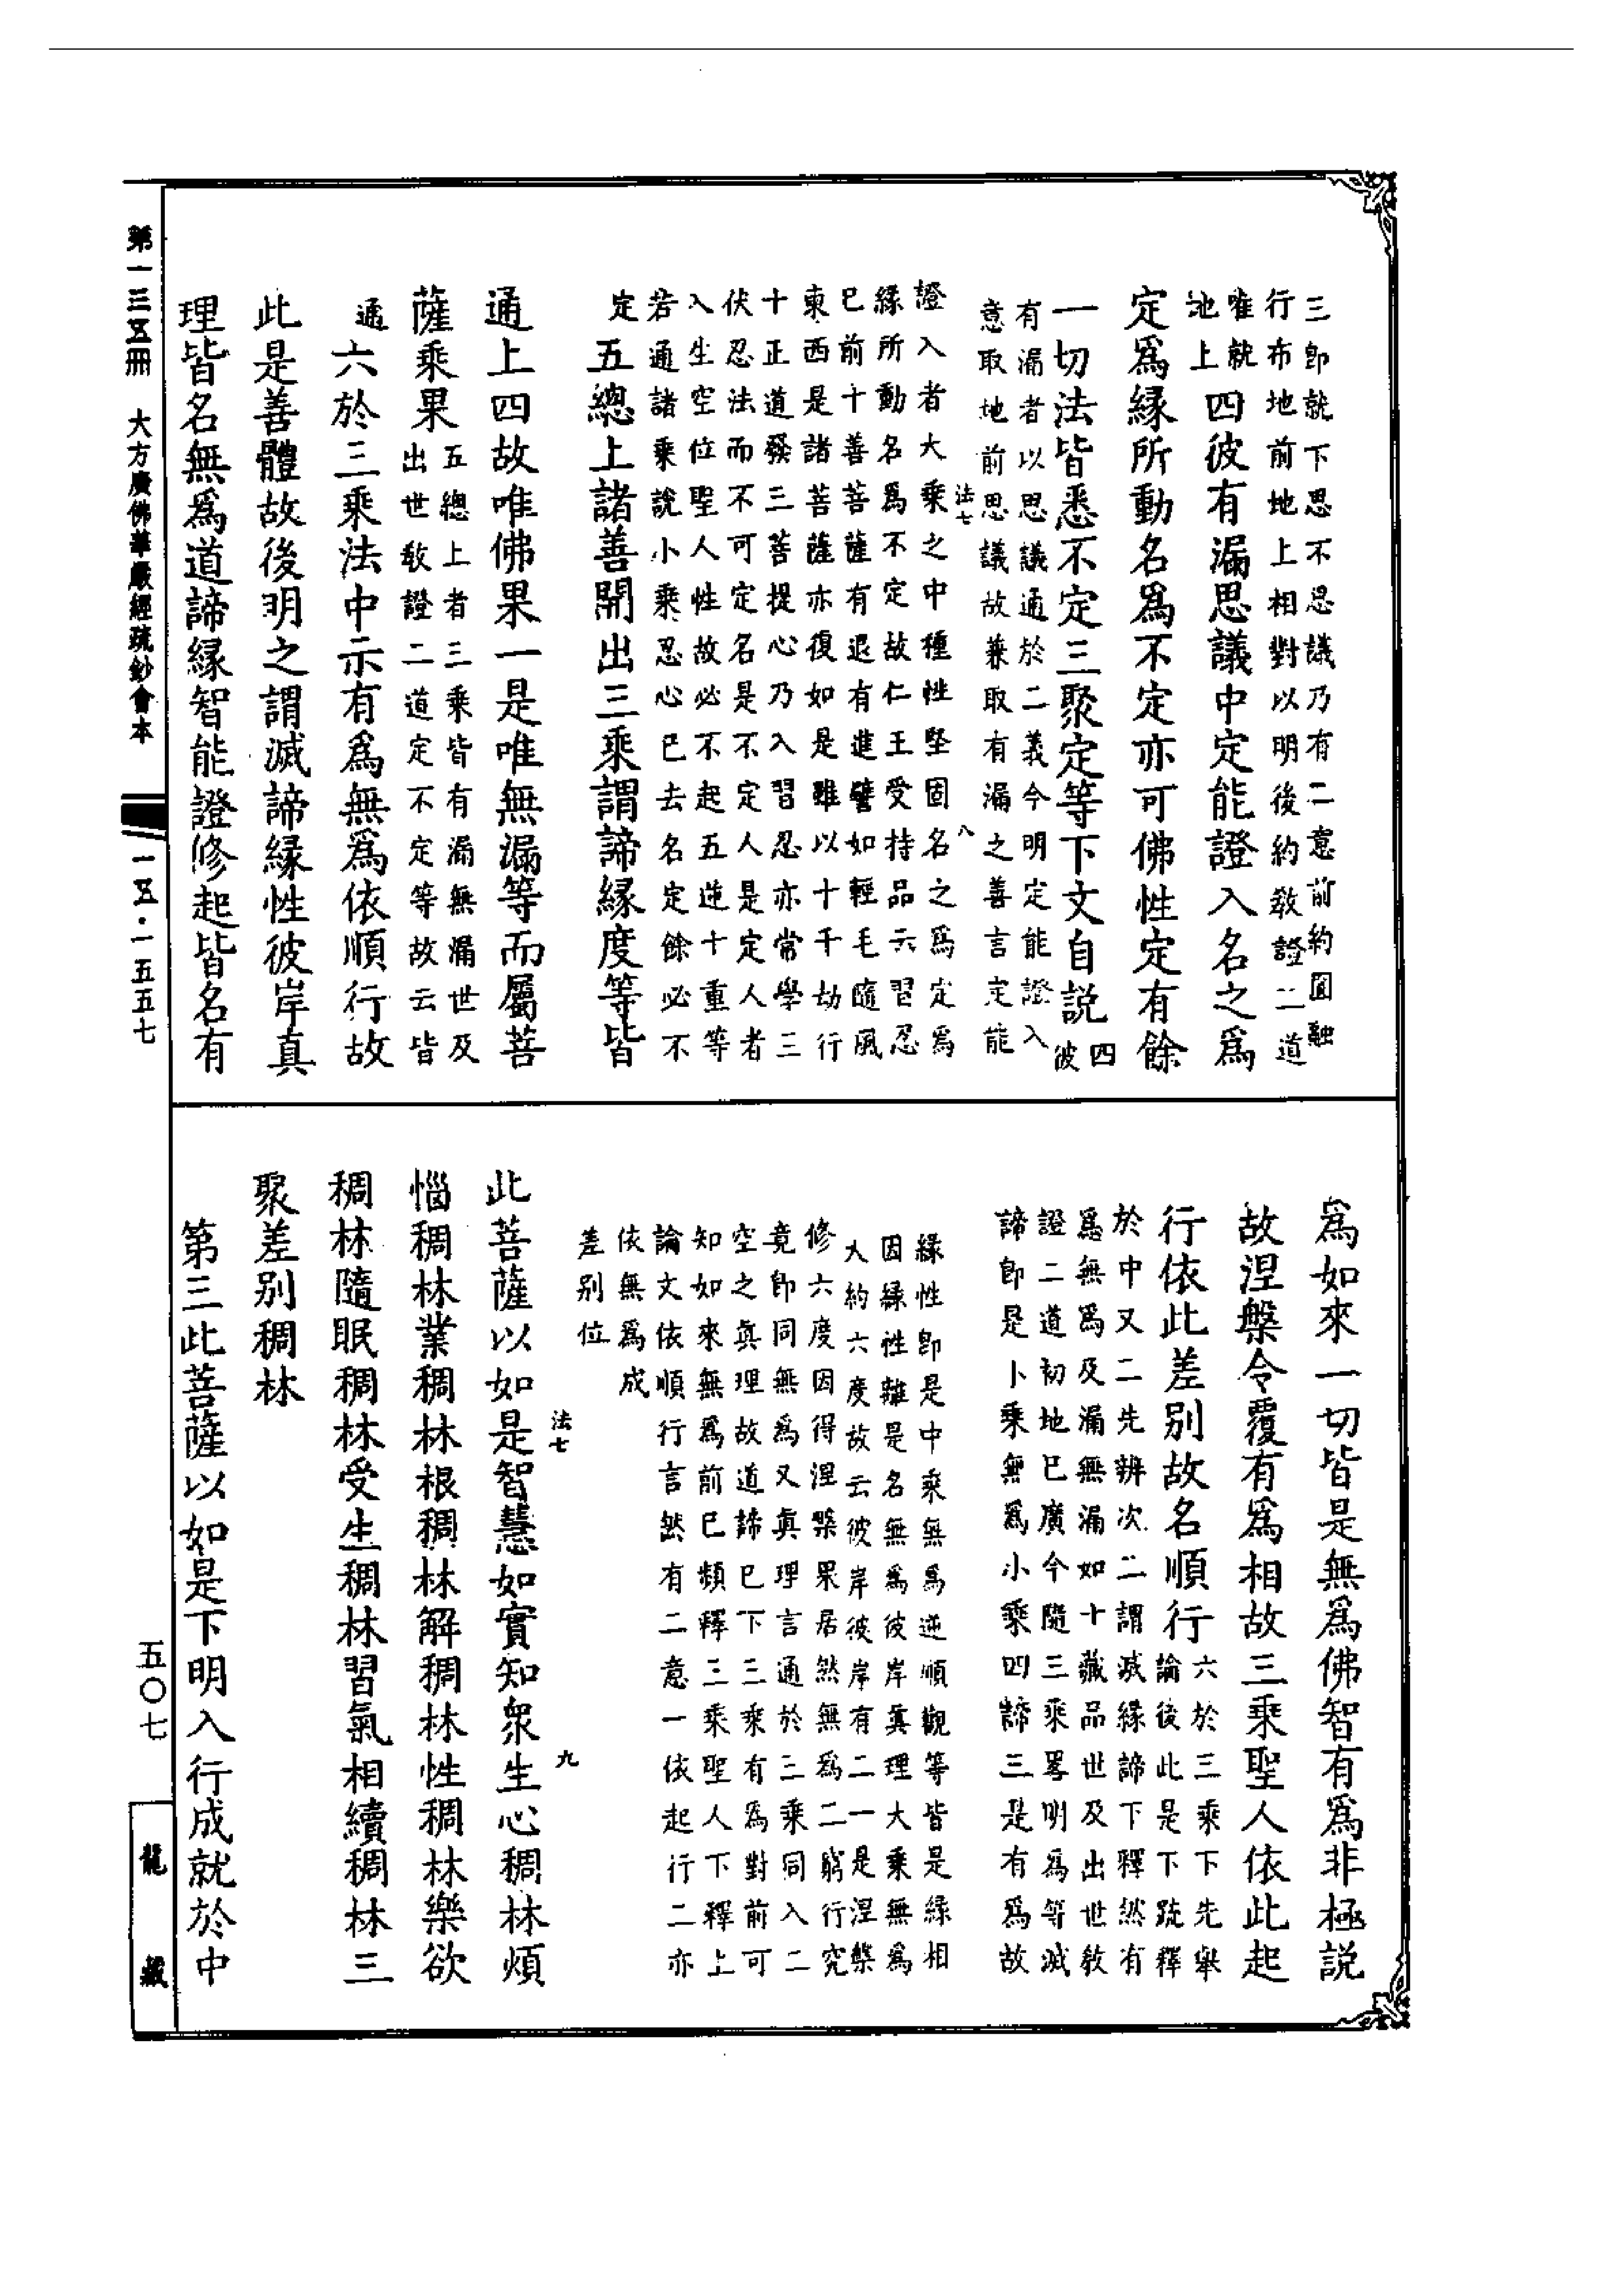 三即就下思不思議乃有二意前約圓融
行布地前地上相對以明後約敎證二道
唯就
地上
四彼有漏思議中定能證入名之爲
定爲緣所動名爲不定亦可佛性定有餘
一切法皆悉不定三聚定等下文自說四彼
有漏者以思議通於二義今明定能證入
意取地前思議故兼取有漏之善言定能
法七
八
證入者大乘之中種性堅固名之爲定爲
緣所動名爲不定故仁王受持品云習忍
已前十善菩薩有退有進譬如輕毛隨風
東西是諸菩薩亦復如是雖以十千劫行
十正道發三菩提心乃入習忍亦常學三
伏忍法而不可定名是不定人是定人者
入生空位聖人性故必不起五逆十重等
若通諸乘說小乘忍心已去名定餘必不
定
五總上諸善開出三乘謂諦緣度等皆
通上四故唯佛果一是唯無漏等而屬菩
薩乘果五總上者三乘皆有漏無漏世及
出世敎證二道定不定等故云皆
通
六於三乘法中示有爲無爲依順行故
此是善體故後明之謂滅諦緣性彼岸真
理皆名無爲道諦緣智能證修起皆名有
爲如來一切皆是無爲佛智有爲非極說
故涅槃令覆有爲相故三乘聖人依此起
行依此差別故名順行六於三乘下先舉
論後此是下疏釋
於中又二先辨次二謂滅緣諦下釋然有
爲無爲及漏無漏如十藏品世及出世敎
證二道初地已廣今隨三乘畧明爲等滅
諦即是卜乘無爲小乘四諦三是有爲故
緣性即是中乘無爲逆順觀等皆是緣相
因緣性離是名無爲彼岸真理大乘無爲
大約六度故云彼岸彼岸有二一是涅槃
修六度因得涅槃果居然無爲二窮行究
竟即同無爲又真理言通於三乘同入二
空之真理故道諦已下三乘有爲對前可
知如來無爲前已頻釋三乘聖人下釋上
論文依順行言然有二意一依起行二亦
依無爲成
差別位
法七
九
此菩薩以如是智慧如實知衆生心稠林煩
惱稠林業稠林根稠林解稠林性稠林樂欲
稠林隨眠稠林受生稠林習氣相續稠林三
聚差別稠林
第三此菩薩以如是下明入行成就於中
第一三五冊 大方廣佛華嚴經疏鈔會本
一五·一五五七
五〇七
龍藏